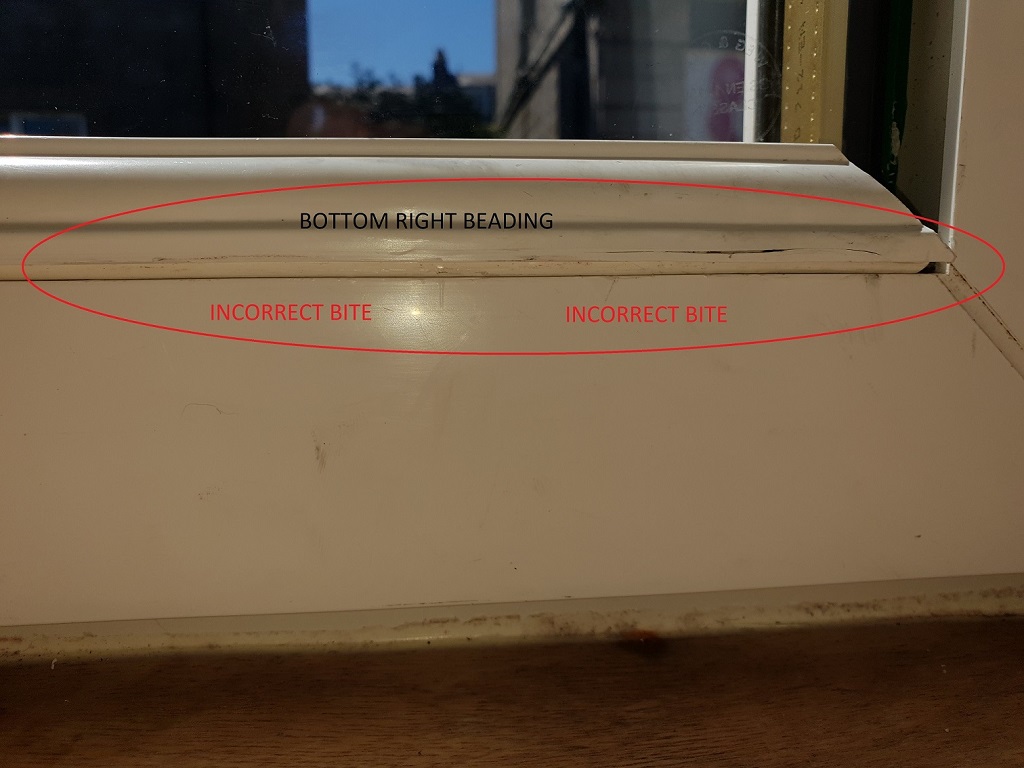 BOTTOM RIGHT BEADING
INCORRECT BITE INCORRECT BITE